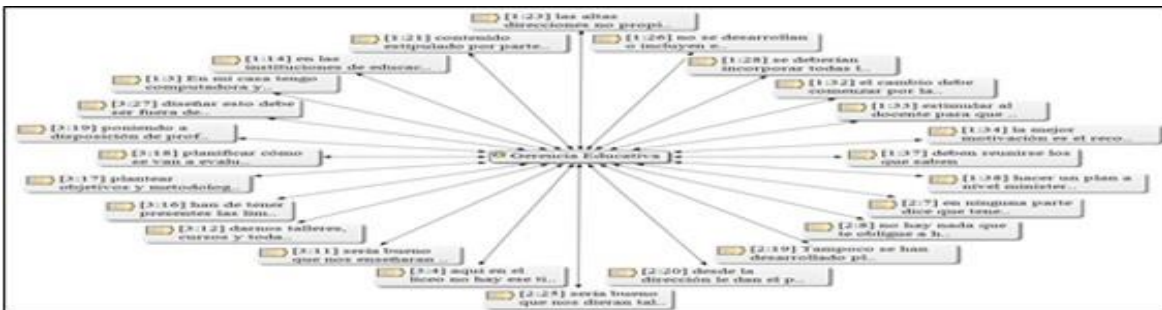 [1:23] las altas
direcciones no propi..
[1:26] no se desarrollan
o incluyen e..
[1:21] contenido
estipulado por parte..
[1:28] se deberían
incorporar todas l..
[1:14] en las
instituciones de educac..
[1:32] el cambio debe
comenzar por la..
[1:3] En mi casa tengo
computadora y..
[1:33] estimular al
docente para que ..
[3:27] diseñar esto debe
ser fuera de..
[1:34] la mejor
motivación es el reco..
[3:19] poniendo a
disposición de prof..
[3:18] planificar cómo
se van a evalu..
Gerencia Educativa
[1:37] deben reunirse los
que saben
[3:17] plantear
objetivos y metodolog..
[1:38] hacer un plan a
nivel minister..
[3:16] han de tener
presentes las lim..
[2:7] en ninguna parte
dice que tene..
[3:12] darnos talleres,
cursos y toda..
[2:8] no hay nada que
te obligue a h..
[3:11] sería bueno
que nos enseñaran ..
[2:19] Tampoco se han
desarrollado pl..
[3:4] aquí en el
liceo no hay ese ti..
[2:20] desde la
dirección le dan el p..
[2:25] sería bueno
que nos dieran tal..